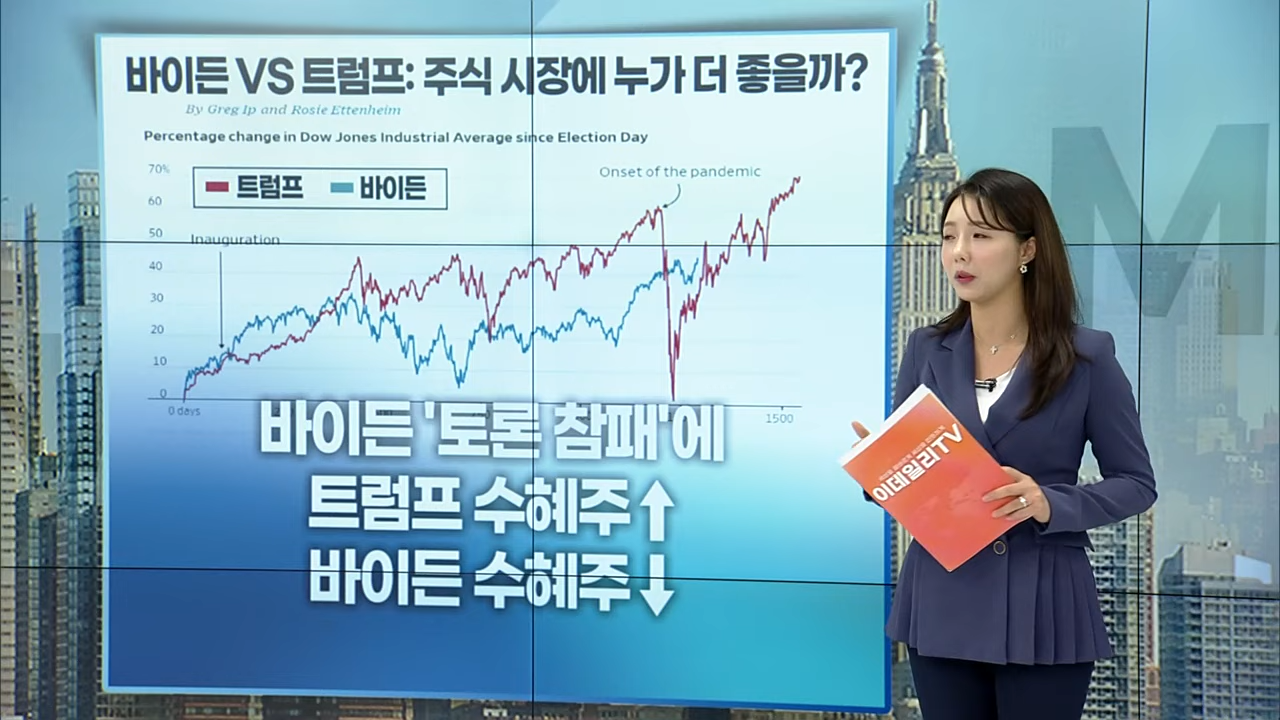 바이든 VS 트럼프: 주식 시장에 누가 더 좋을까?
By Greg Ip and Rosie Ettenheim
Percentage change in Dow Jones Industrial Average since Election Day
70%
트럼프 바이든
Onset of the pandemic
60
50
Inauguration
40
30
20
10
0
0 days
1500
바이든 '토론 참패'에
트럼프 수혜주↑
바이든 수혜주↓
이데일리TV
M